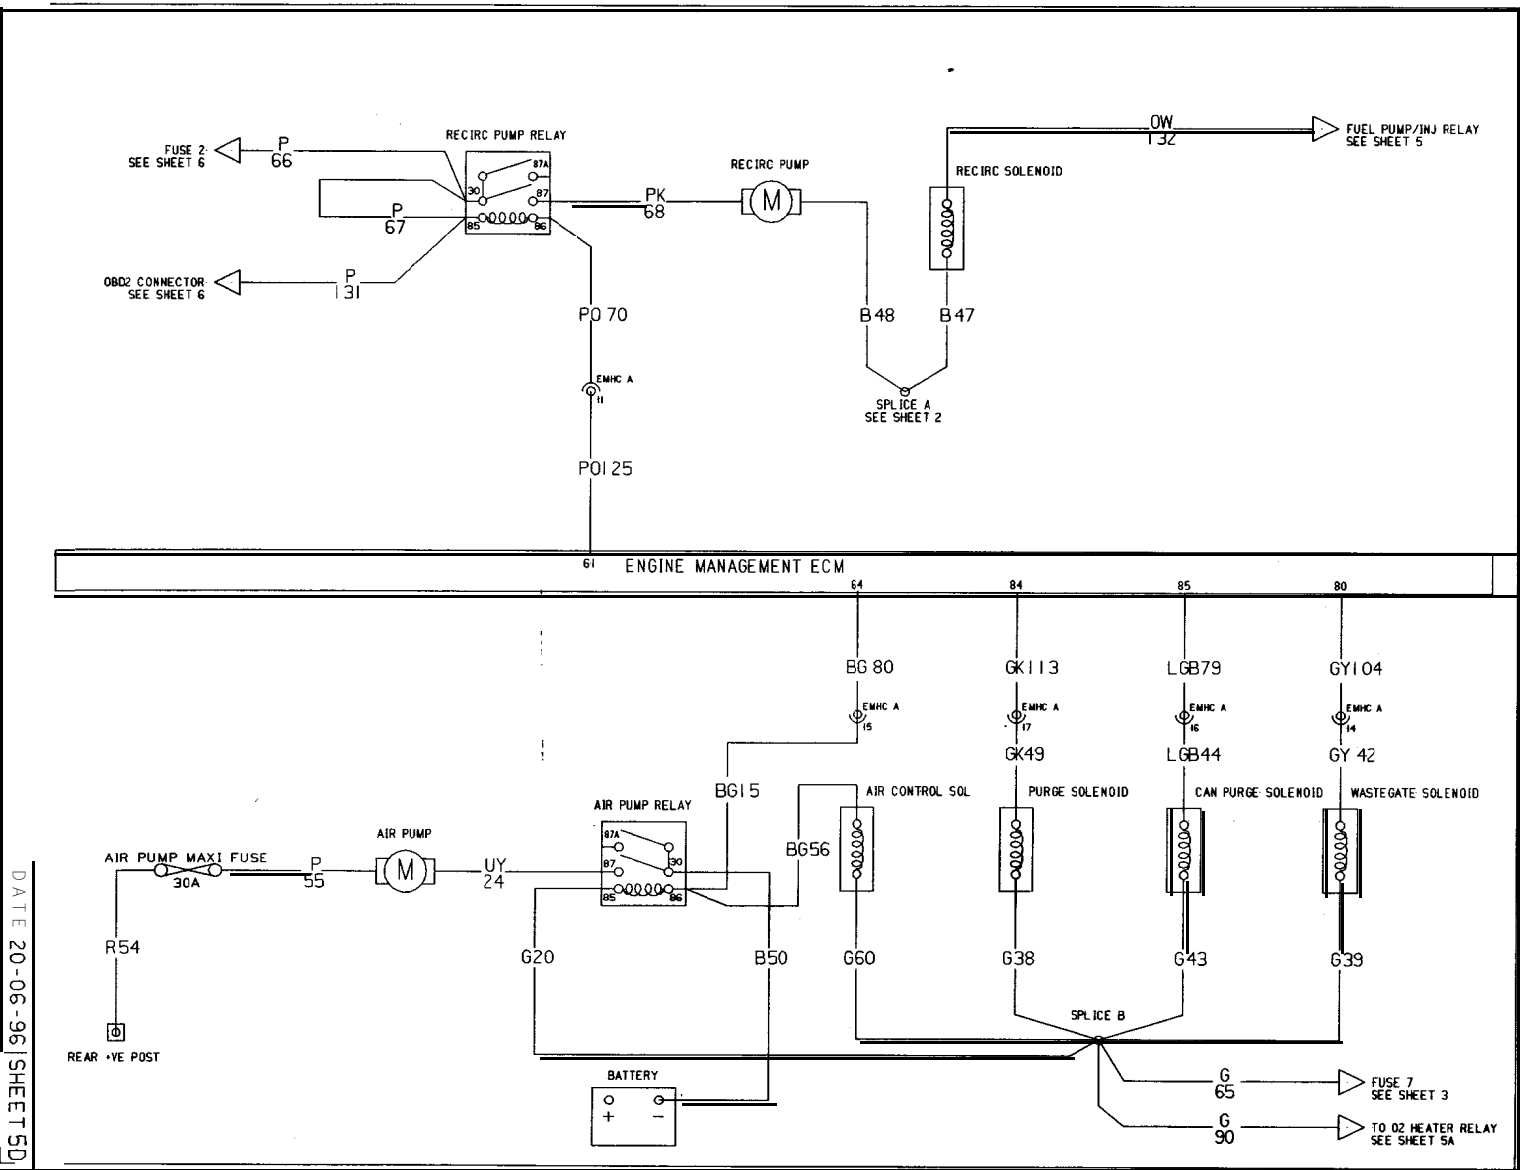 RECIRC PUMP RELAY
FUSE 2
SEE SHEET 6
P
66
30
87A
87
85
86
P
67
OBD2 CONNECTOR
SEE SHEET 6
P
131
PK
68
RECIRC PUMP
M
RECIRC SOLENOID
OW
132
FUEL PUMP/INJ RELAY
SEE SHEET 5
PO 70
EMHC A
11
PO125
B 48
B 47
SPLICE A
SEE SHEET 2
61
ENGINE MANAGEMENT ECM
64
84
85
80
BG 80
GK113
LGB79
GY104
EMHC A
15
EMHC A
17
EMHC A
16
EMHC A
14
GK49
LGB44
GY 42
BG15
AIR CONTROL SOL
PURGE SOLENOID
CAN PURGE SOLENOID
WASTEGATE SOLENOID
AIR PUMP RELAY
87A
87
30
85
86
BG56
AIR PUMP
M
AIR PUMP MAXI FUSE
30A
P
55
UY
24
R54
G20
B50
G60
G38
G43
G39
REAR +VE POST
SPLICE B
BATTERY
+
−
G
65
FUSE 7
SEE SHEET 3
G
90
TO O2 HEATER RELAY
SEE SHEET 5A
DATE 20-06-96 SHEET 5D